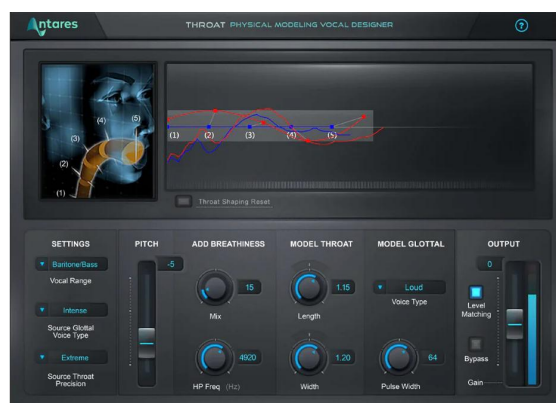 Antares
THROAT PHYSICAL MODELING VOCAL DESIGNER
?
(5)
(4)
(3)
(2)
(1)
(1) (2) (3) (4) (5)
Throat Shaping Reset
SETTINGS
Baritone/Bass
Vocal Range
Intense
Source Glottal
Voice Type
Extreme
Source Throat
Precision
PITCH
-5
ADD BREATHINESS
15
Mix
4920
HP Freq (Hz)
MODEL THROAT
1.15
Length
1.20
Width
MODEL GLOTTAL
Loud
Voice Type
64
Pulse Width
OUTPUT
0
Level
Matching
Bypass
Gain